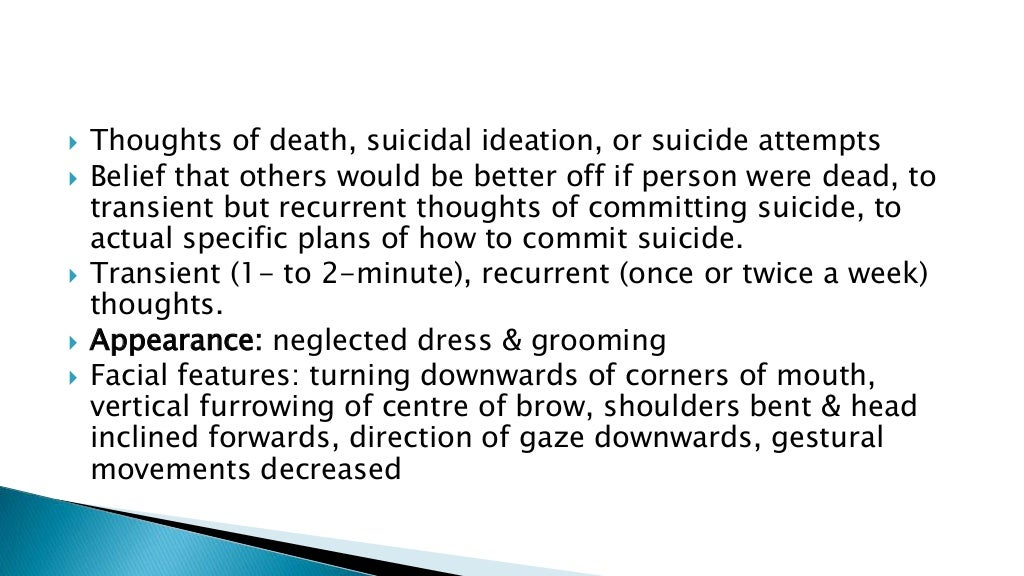 Thoughts of death, suicidal ideation, or suicide attempts
Belief that others would be better off if person were dead, to
transient but recurrent thoughts of committing suicide, to
actual specific plans of how to commit suicide.
Transient (1- to 2-minute), recurrent (once or twice a week)
thoughts.
Appearance: neglected dress & grooming
Facial features: turning downwards of corners of mouth,
vertical furrowing of centre of brow, shoulders bent & head
inclined forwards, direction of gaze downwards, gestural
movements decreased